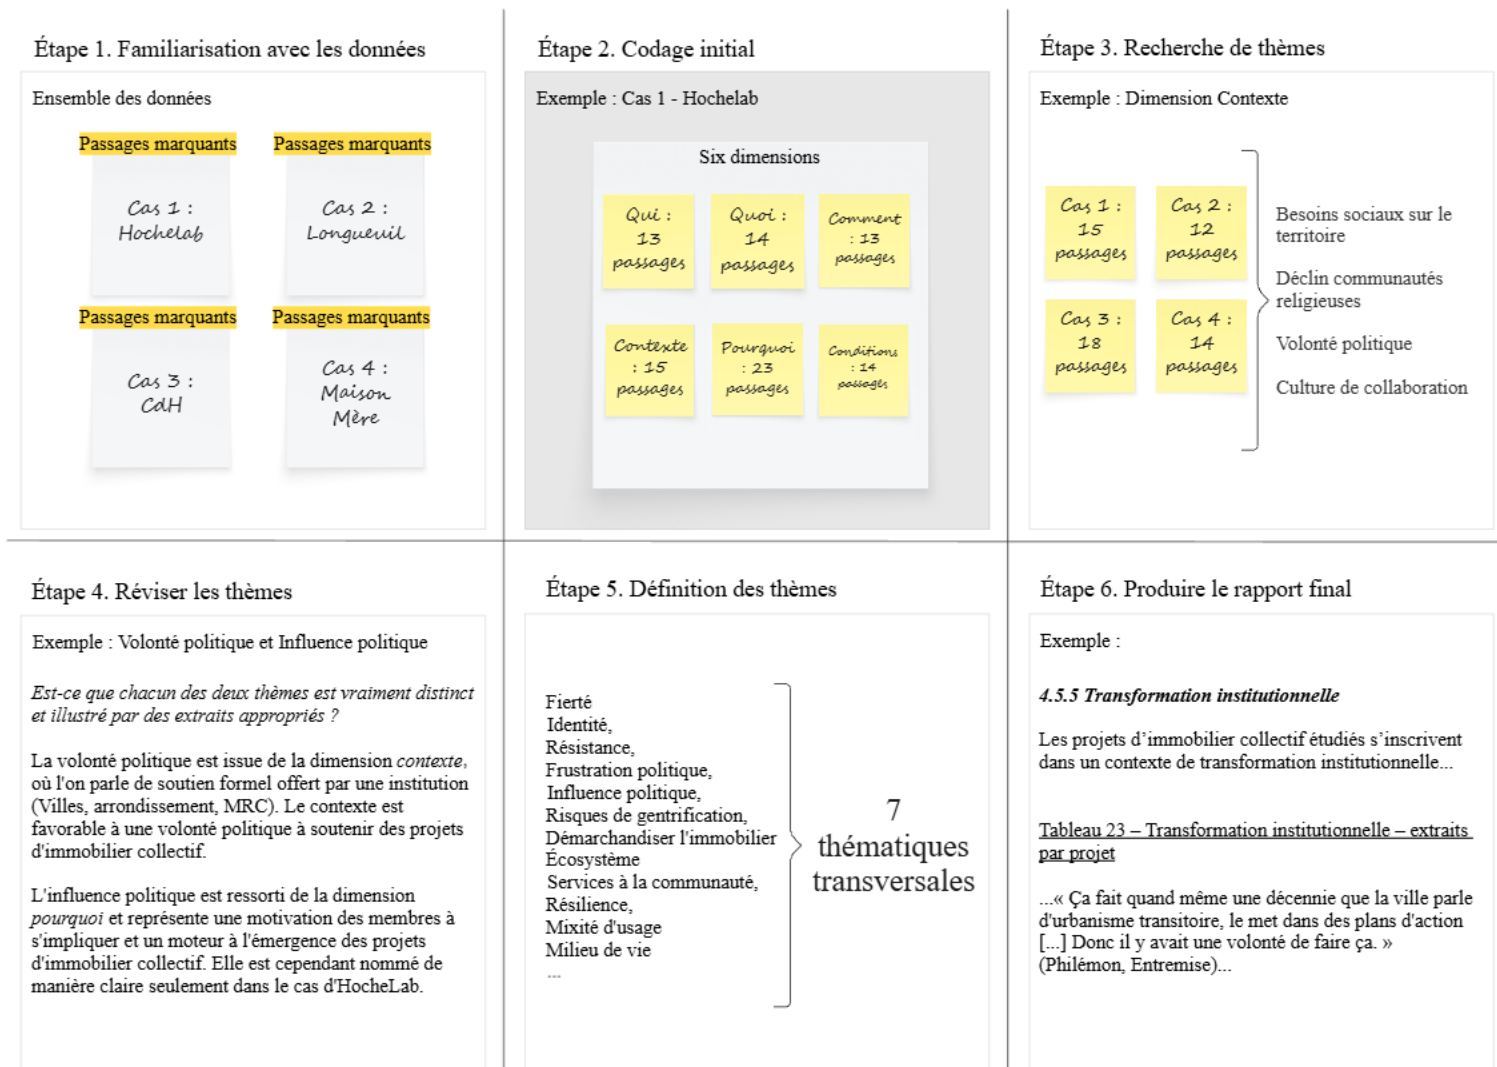 Étape 1. Familiarisation avec les données
Ensemble des données
Passages marquants
Cas 1 :
Hochelab
Passages marquants
Cas 2 :
Longueuil
Passages marquants
Cas 3 :
CdH
Passages marquants
Cas 4 :
Maison
Mère
Étape 2. Codage initial
Exemple : Cas 1 - Hochelab
Six dimensions
Qui :
13
passages
Quoi :
14
passages
Comment
: 13
passages
Contexte
: 15
passages
Pourquoi
: 23
passages
Conditions
: 14
passages
Étape 3. Recherche de thèmes
Exemple : Dimension Contexte
Cas 1 :
15
passages
Cas 2 :
12
passages
Cas 3 :
18
passages
Cas 4 :
14
passages
Besoins sociaux sur le
territoire
Déclin communautés
religieuses
Volonté politique
Culture de collaboration
Étape 4. Réviser les thèmes
Exemple : Volonté politique et Influence politique
Est-ce que chacun des deux thèmes est vraiment distinct
et illustré par des extraits appropriés ?
La volonté politique est issue de la dimension contexte,
où l'on parle de soutien formel offert par une institution
(Villes, arrondissement, MRC). Le contexte est
favorable à une volonté politique à soutenir des projets
d'immobilier collectif.
L'influence politique est ressorti de la dimension
pourquoi et représente une motivation des membres à
s'impliquer et un moteur à l'émergence des projets
d'immobilier collectif. Elle est cependant nommé de
manière claire seulement dans le cas d'HocheLab.
Étape 5. Définition des thèmes
Fierté
Identité,
Résistance,
Frustration politique,
Influence politique,
Risques de gentrification,
Démarchandiser l'immobilier
Écosystème
Services à la communauté,
Résilience,
Mixité d'usage
Milieu de vie
...
7
thématiques
transversales
Étape 6. Produire le rapport final
Exemple :
4.5.5 Transformation institutionnelle
Les projets d’immobilier collectif étudiés s’inscrivent
dans un contexte de transformation institutionnelle...
Tableau 23 – Transformation institutionnelle – extraits
par projet
...« Ça fait quand même une décennie que la ville parle
d'urbanisme transitoire, le met dans des plans d'action
[...] Donc il y avait une volonté de faire ça. »
(Philémon, Entremise)...